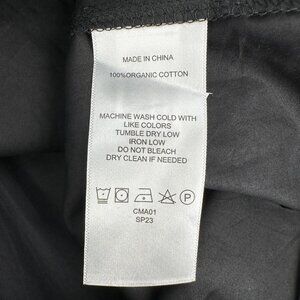 MADE IN CHINA
100%ORGANIC COTTON
MACHINE WASH COLD WITH
LIKE COLORS
TUMBLE DRY LOW
IRON LOW
DO NOT BLEACH
DRY CLEAN IF NEEDED
P
CMA01
SP23